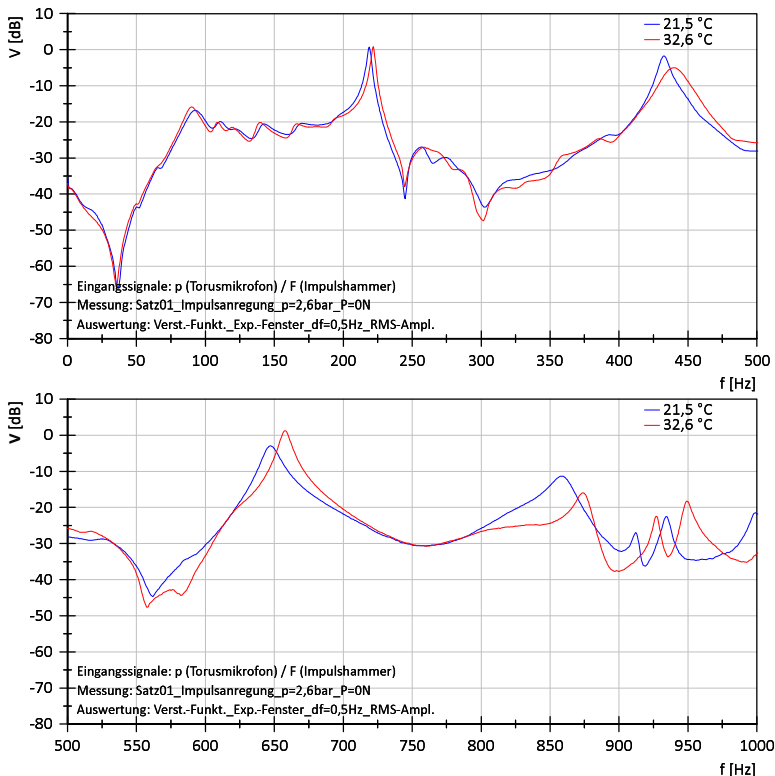 10
0
-10
-20
-30
-40
-50
-60
-70
-80
V [dB]
21,5 °C
32,6 °C
Eingangssignale: p (Torusmikrofon) / F (Impulshammer)
Messung: Satz01_Impulsanregung_p=2,6bar_P=0N
Auswertung: Verst.-Funkt._Exp.-Fenster_df=0,5Hz_RMS-Ampl.
0 50 100 150 200 250 300 350 400 450 500
f [Hz]
10
0
-10
-20
-30
-40
-50
-60
-70
-80
V [dB]
21,5 °C
32,6 °C
Eingangssignale: p (Torusmikrofon) / F (Impulshammer)
Messung: Satz01_Impulsanregung_p=2,6bar_P=0N
Auswertung: Verst.-Funkt._Exp.-Fenster_df=0,5Hz_RMS-Ampl.
500 550 600 650 700 750 800 850 900 950 1000
f [Hz]